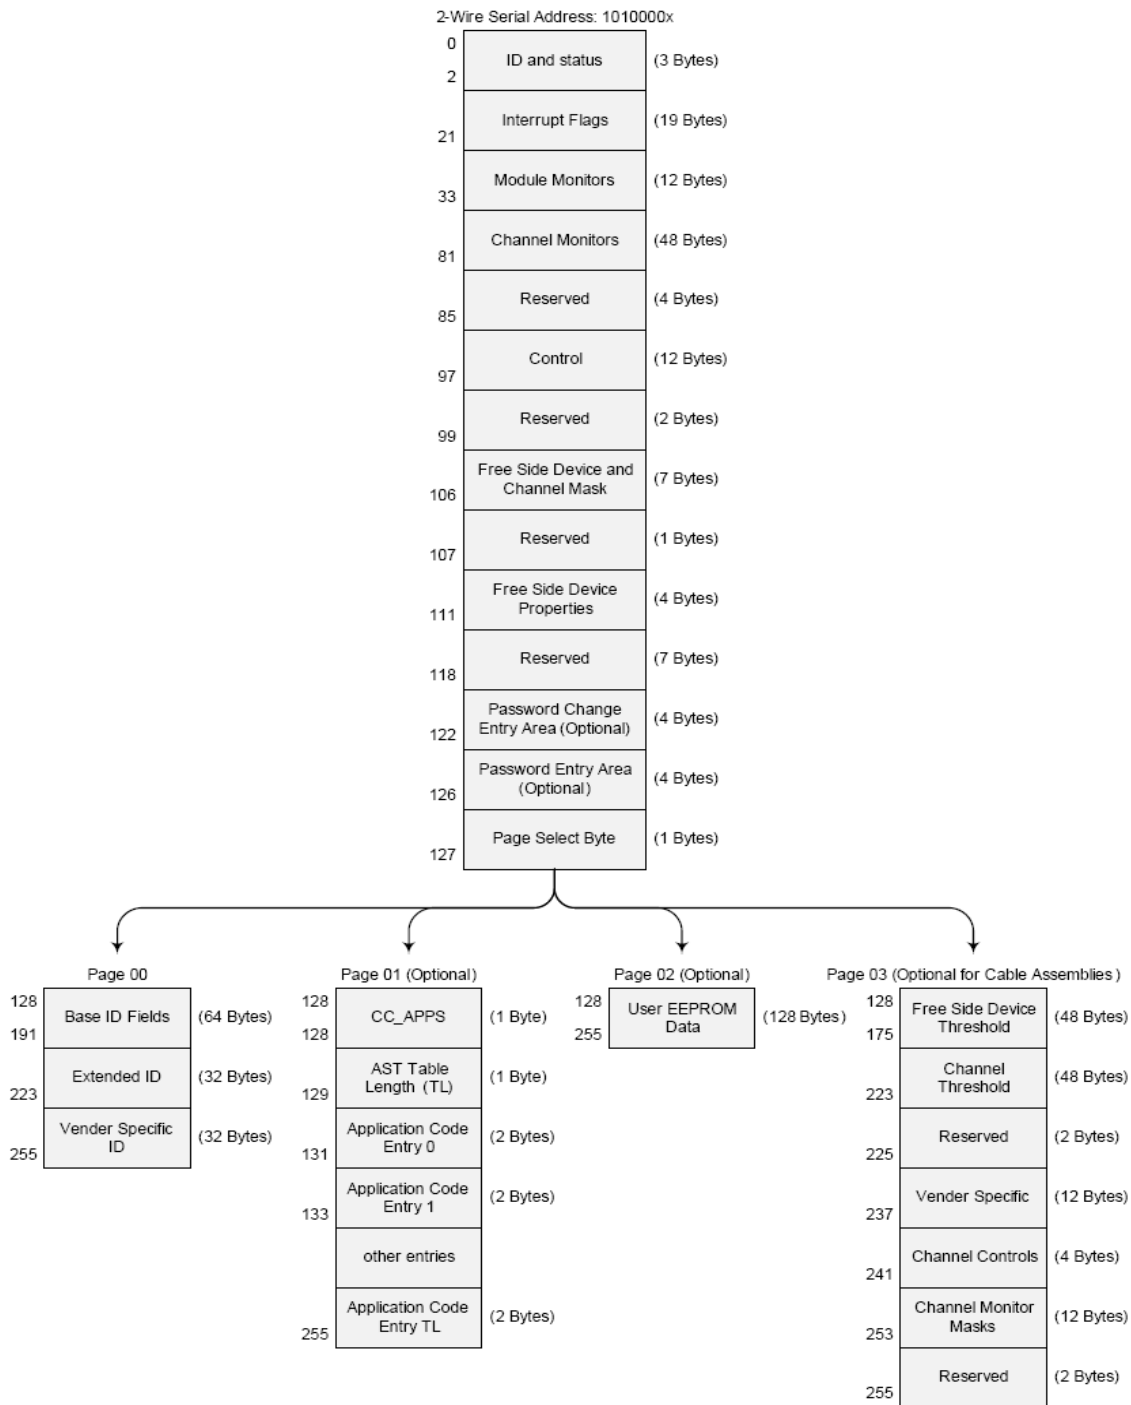 2-Wire Serial Address: 1010000x
0
ID and status
(3 Bytes)
2
Interrupt Flags
(19 Bytes)
21
Module Monitors
(12 Bytes)
33
Channel Monitors
(48 Bytes)
81
Reserved
(4 Bytes)
85
Control
(12 Bytes)
97
Reserved
(2 Bytes)
99
Free Side Device and
Channel Mask
(7 Bytes)
106
Reserved
(1 Bytes)
107
Free Side Device
Properties
(4 Bytes)
111
Reserved
(7 Bytes)
118
Password Change
Entry Area (Optional)
(4 Bytes)
122
Password Entry Area
(Optional)
(4 Bytes)
126
Page Select Byte
(1 Bytes)
127
Page 00
128
Base ID Fields
(64 Bytes)
191
Extended ID
(32 Bytes)
223
Vender Specific
ID
(32 Bytes)
255
Page 01 (Optional)
128
CC_APPS
(1 Byte)
128
AST Table
Length (TL)
(1 Byte)
129
Application Code
Entry 0
(2 Bytes)
131
Application Code
Entry 1
(2 Bytes)
133
other entries
Application Code
Entry TL
(2 Bytes)
255
Page 02 (Optional)
128
User EEPROM
Data
(128 Bytes)
255
Page 03 (Optional for Cable Assemblies)
128
Free Side Device
Threshold
(48 Bytes)
175
Channel
Threshold
(48 Bytes)
223
Reserved
(2 Bytes)
225
Vender Specific
(12 Bytes)
237
Channel Controls
(4 Bytes)
241
Channel Monitor
Masks
(12 Bytes)
253
Reserved
(2 Bytes)
255